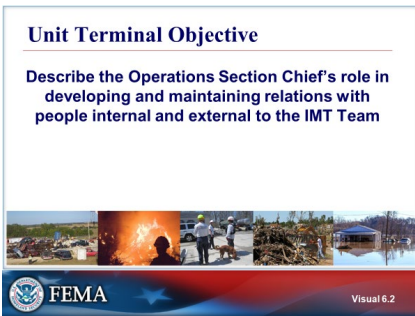 Unit Terminal Objective
Describe the Operations Section Chief's role in
developing and maintaining relations with
people internal and external to the IMT Team
FEMA
Visual 6.2